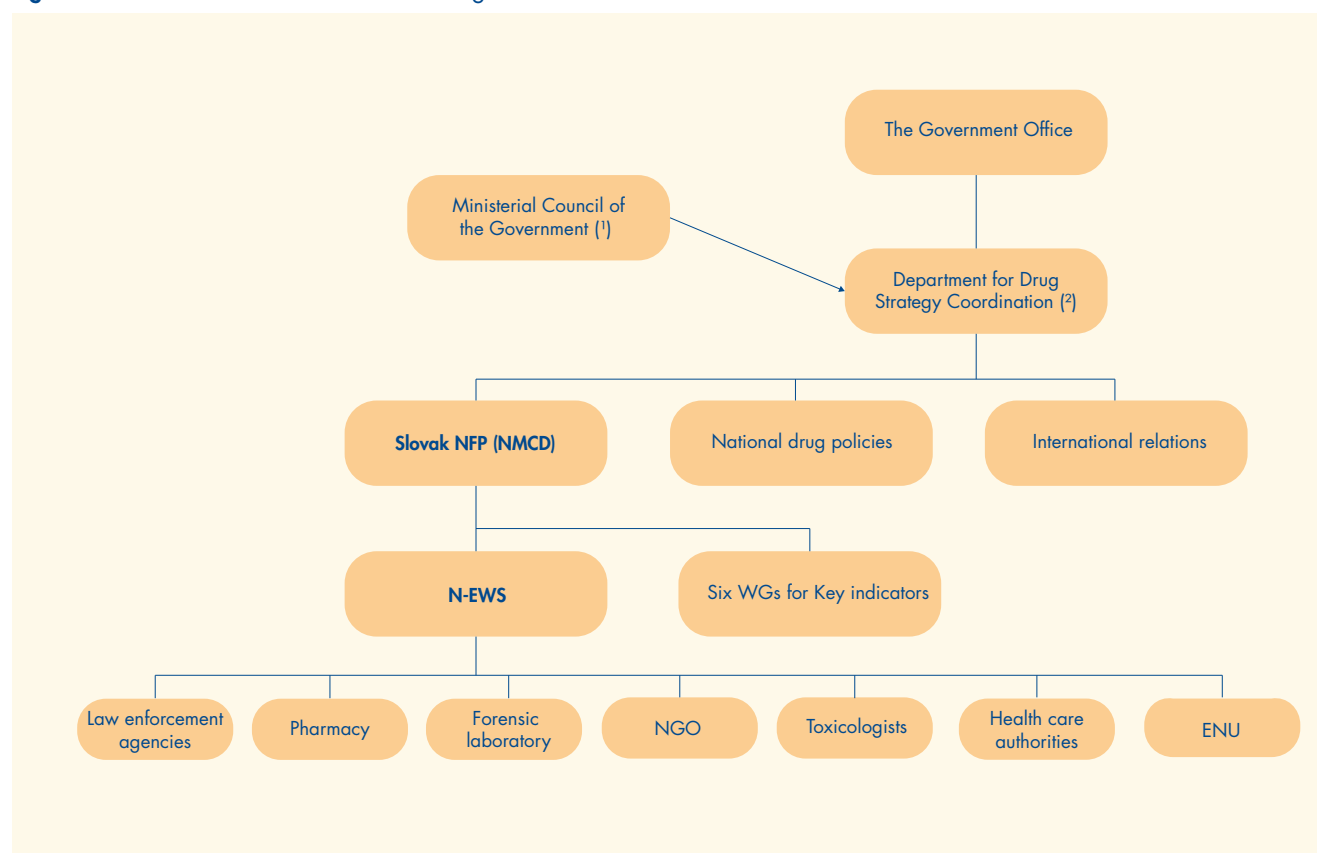 The Government Office
Ministerial Council of
the Government (¹)
Department for Drug
Strategy Coordination (²)
Slovak NFP (NMCD)
National drug policies
International relations
N-EWS
Six WGs for Key indicators
Law enforcement
agencies
Pharmacy
Forensic
laboratory
NGO
Toxicologists
Health care
authorities
ENU